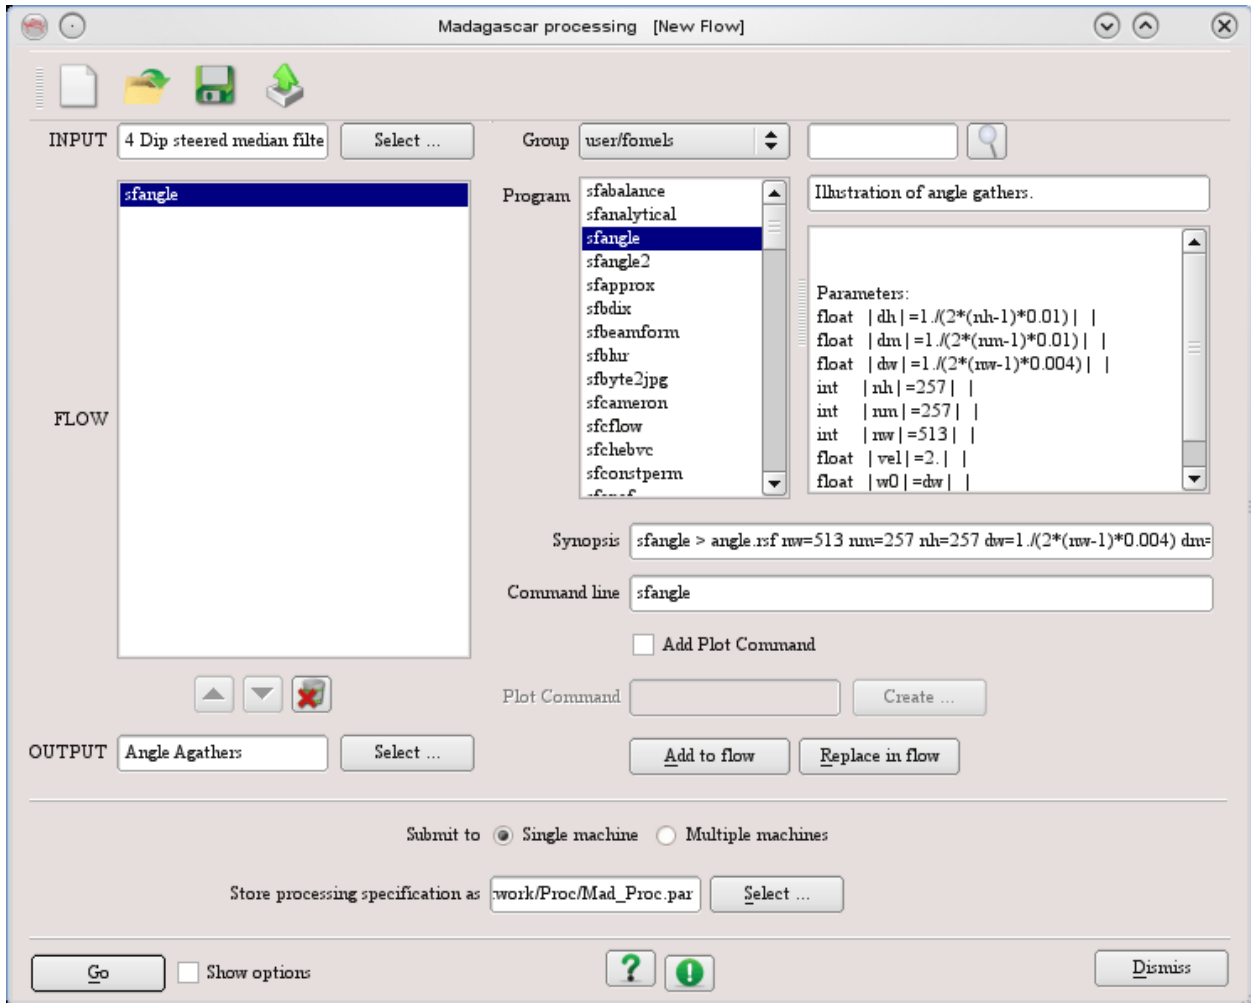 Madagascar processing [New Flow]
INPUT
4 Dip steered median filte
Select ...
Group
user/fomels
sfangle
FLOW
Program
sfabalance
sfanalytical
sfangle
sfangle2
sfapprox
sfbdix
sfbeamform
sfblur
sfbyte2jpg
sfcameron
sfcflow
sfchebvc
sfconstperm
Illustration of angle gathers.
Parameters:
float |dh|=1./(2*(nh-1)*0.01)| |
float |dm|=1./(2*(nm-1)*0.01)| |
float |dw|=1./(2*(nw-1)*0.004)| |
int |nh|=257| |
int |nm|=257| |
int |nw|=513| |
float |vel|=2.| |
float |w0|=dw| |
Synopsis
sfangle > angle.rsf nw=513 nm=257 nh=257 dw=1./(2*(nw-1)*0.004) dm=
Command line
sfangle
Add Plot Command
Plot Command
Create ...
OUTPUT
Angle Agathers
Select ...
Add to flow
Replace in flow
Submit to
Single machine
Multiple machines
Store processing specification as
work/Proc/Mad_Proc.par
Select ...
Go
Show options
Dismiss